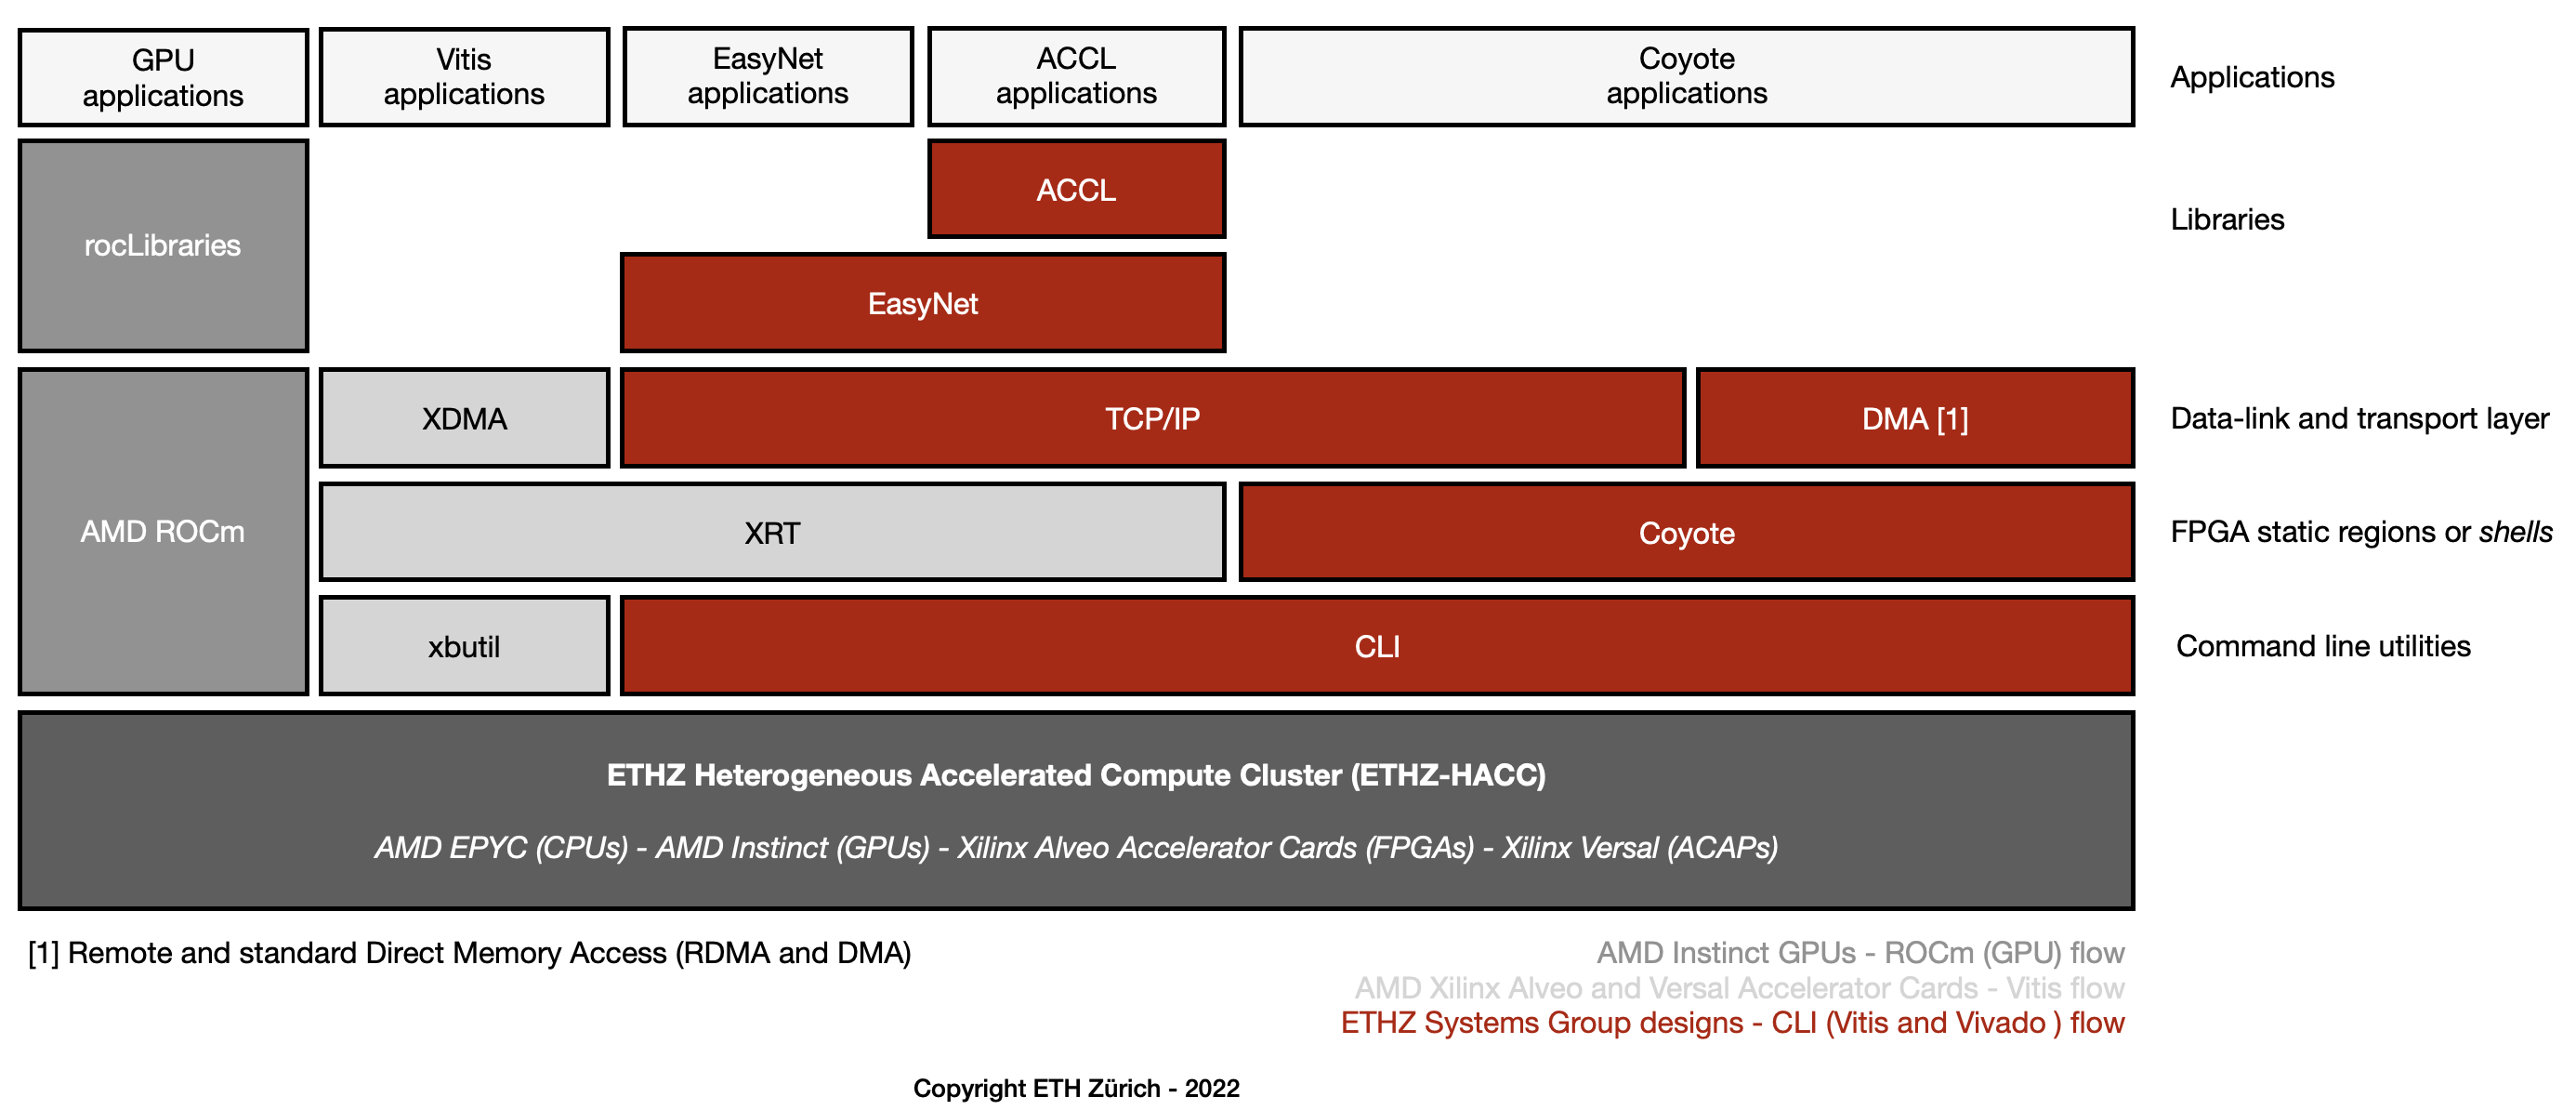 GPU
applications
Vitis
applications
EasyNet
applications
ACCL
applications
Coyote
applications
Applications
rocLibraries
ACCL
Libraries
EasyNet
AMD ROCm
XDMA
TCP/IP
DMA [1]
Data-link and transport layer
XRT
Coyote
FPGA static regions or shells
xbutil
CLI
Command line utilities
ETHZ Heterogeneous Accelerated Compute Cluster (ETHZ-HACC)
AMD EPYC (CPUs) - AMD Instinct (GPUs) - Xilinx Alveo Accelerator Cards (FPGAs) - Xilinx Versal (ACAPs)
[1] Remote and standard Direct Memory Access (RDMA and DMA)
AMD Instinct GPUs - ROCm (GPU) flow
AMD Xilinx Alveo and Versal Accelerator Cards - Vitis flow
ETHZ Systems Group designs - CLI (Vitis and Vivado ) flow
Copyright ETH Zürich - 2022